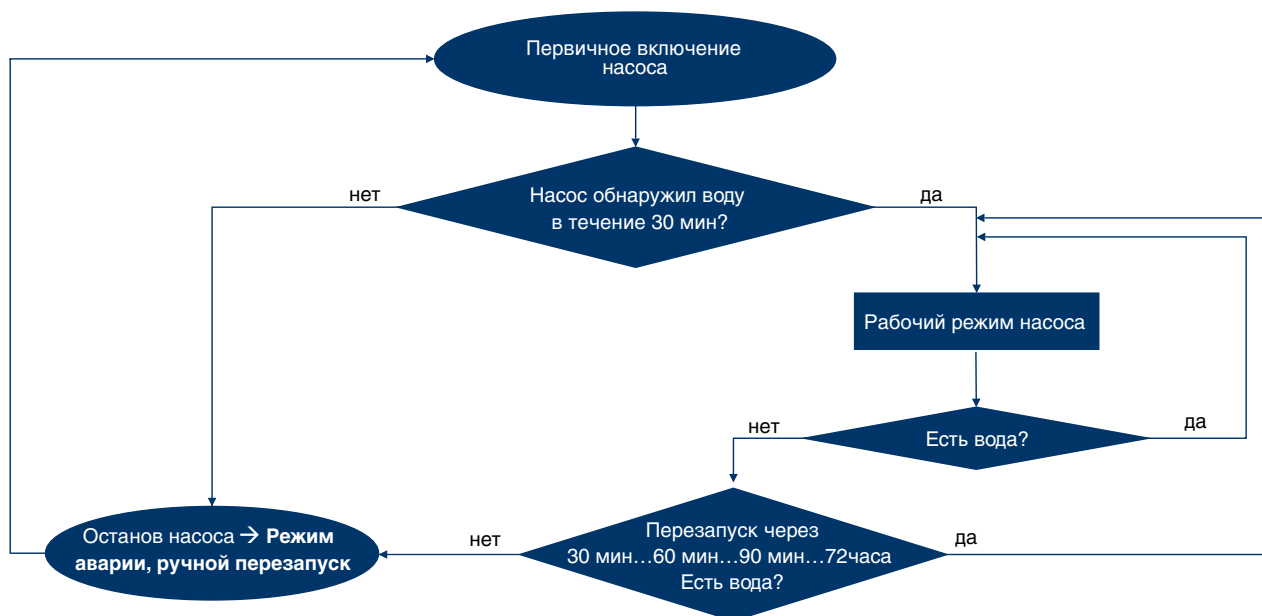 Первичное включение
насоса
нет
Насос обнаружил воду
в течение 30 мин?
да
Рабочий режим насоса
нет
Есть вода?
да
Останов насоса → Режим
аварии, ручной перезапуск
нет
Перезапуск через
30 мин...60 мин...90 мин...72часа
Есть вода?
да